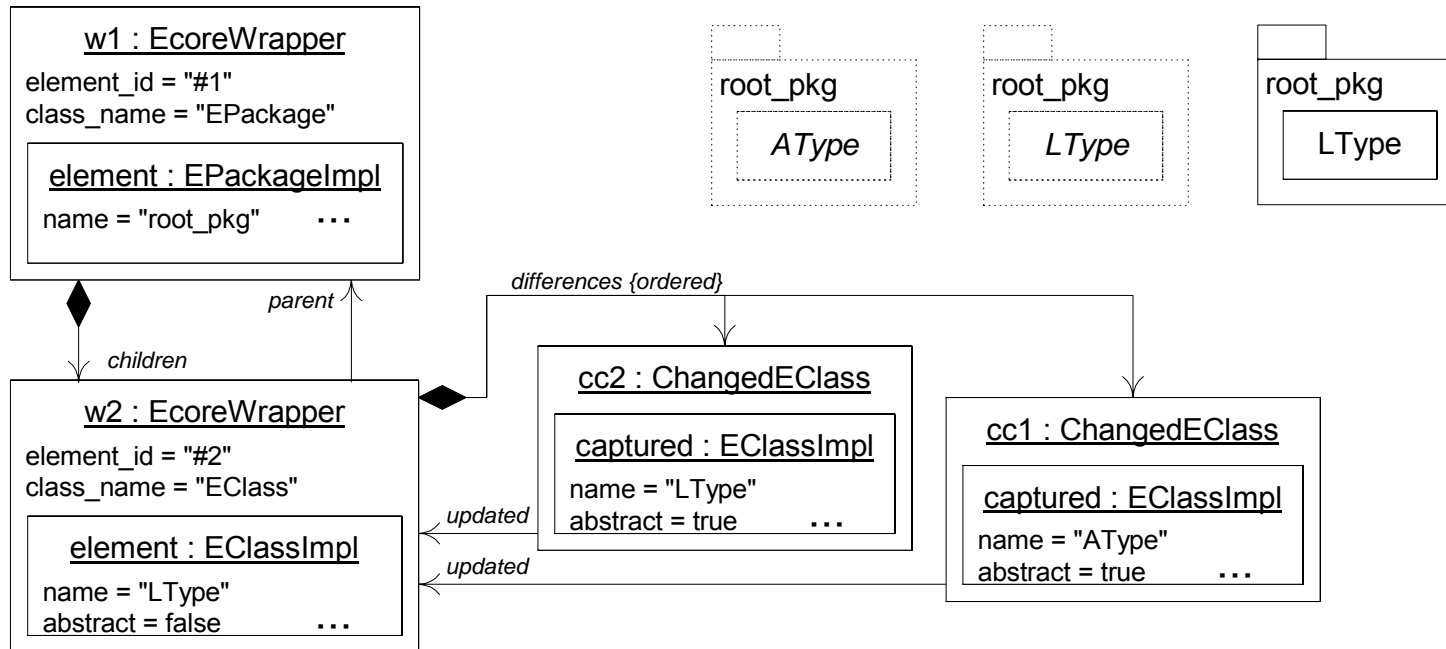 w1 : EcoreWrapper
element_id = "#1"
class_name = "EPackage"
element : EPackageImpl
name = "root_pkg" ...
root_pkg
AType
root_pkg
LType
root_pkg
LType
parent
children
differences {ordered}
w2 : EcoreWrapper
element_id = "#2"
class_name = "EClass"
element : EClassImpl
name = "LType"
abstract = false ...
cc2 : ChangedEClass
captured : EClassImpl
name = "LType"
abstract = true ...
updated
cc1 : ChangedEClass
captured : EClassImpl
name = "AType"
abstract = true ...
updated